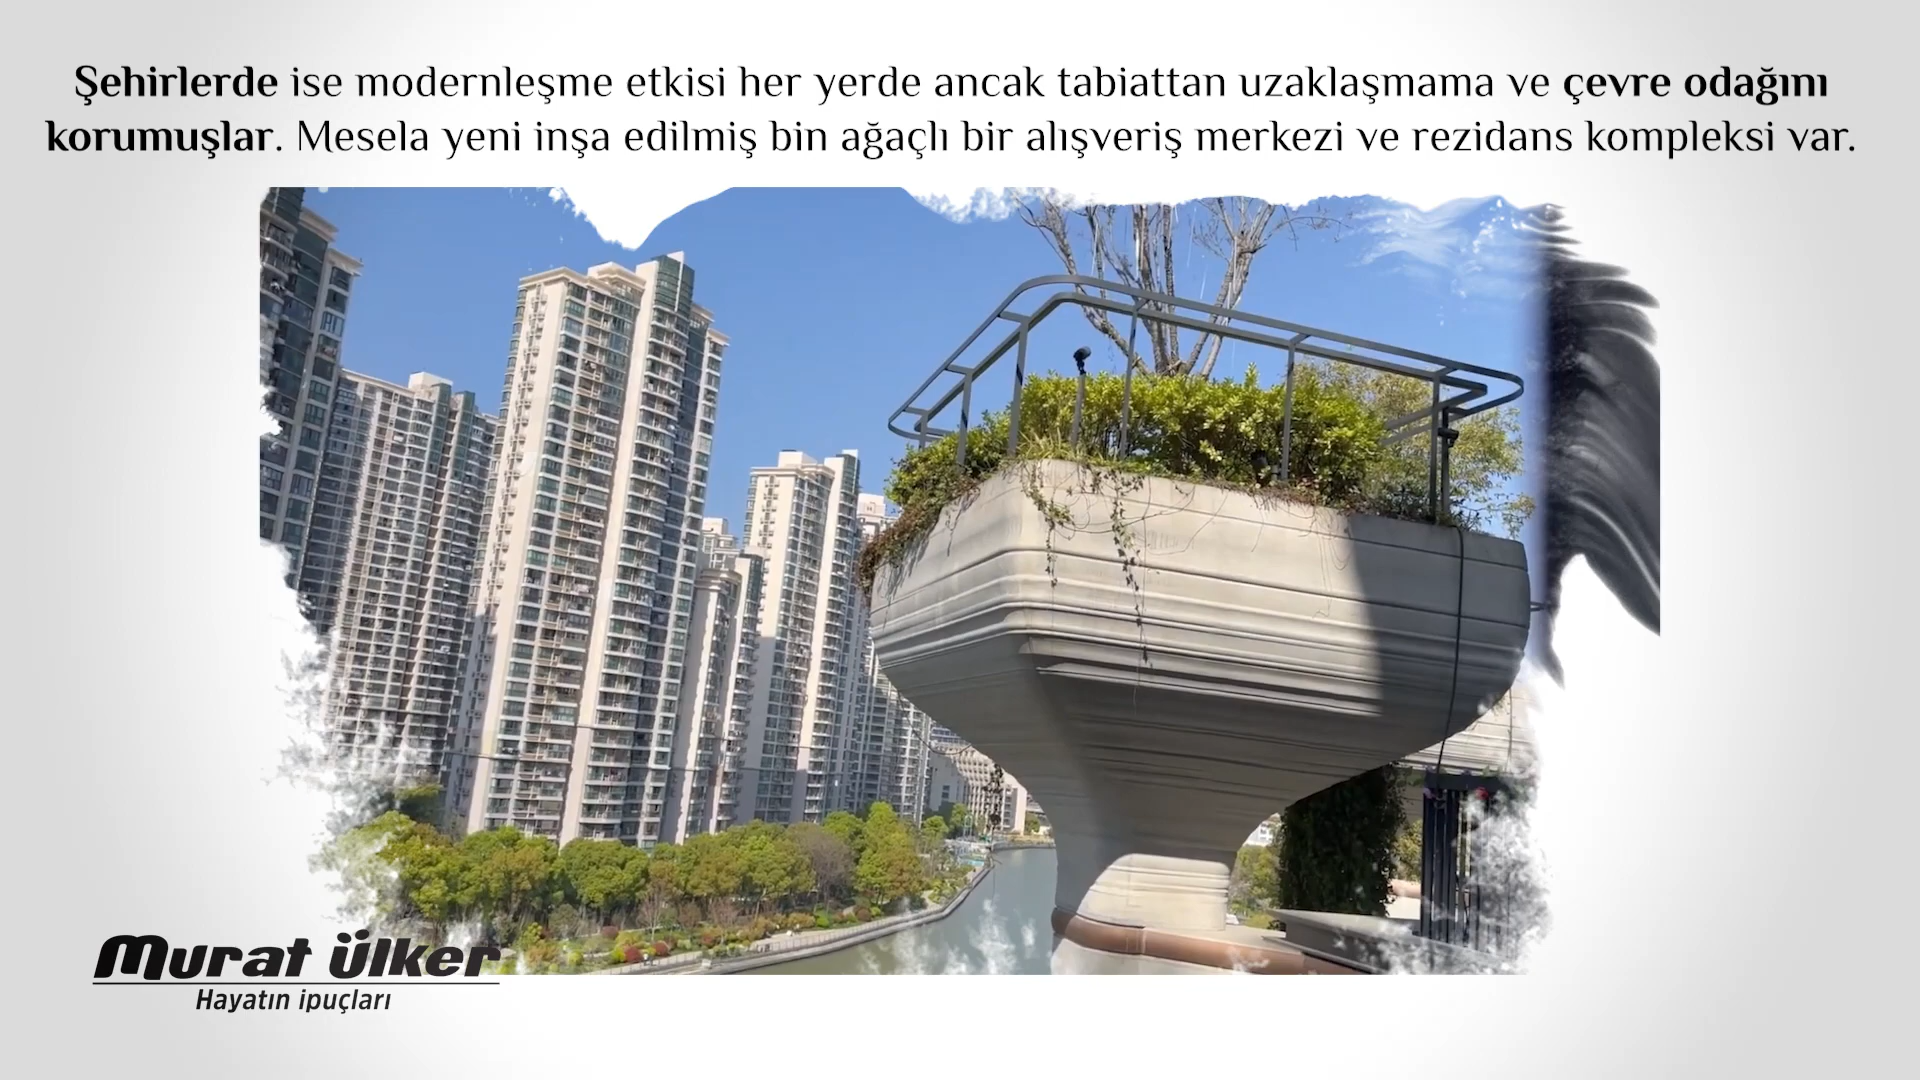 Şehirlerde ise modernleşme etkisi her yerde ancak tabiattan uzaklaşmama ve çevre odağını
korumuşlar. Mesela yeni inşa edilmiş bin ağaçlı bir alışveriş merkezi ve rezidans kompleksi var.
Murat Ülker
Hayatın ipuçları